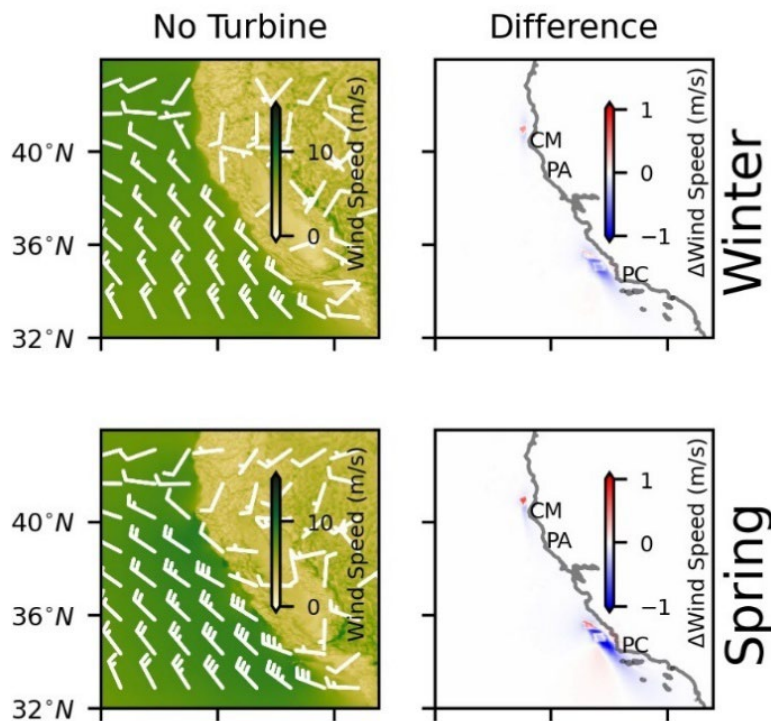 No Turbine
Difference
40°N
36°N
32°N
10
0
Wind Speed (m/s)
CM
PA
PC
1
0
−1
ΔWind Speed (m/s)
Winter
40°N
36°N
32°N
10
0
Wind Speed (m/s)
CM
PA
PC
1
0
−1
ΔWind Speed (m/s)
Spring